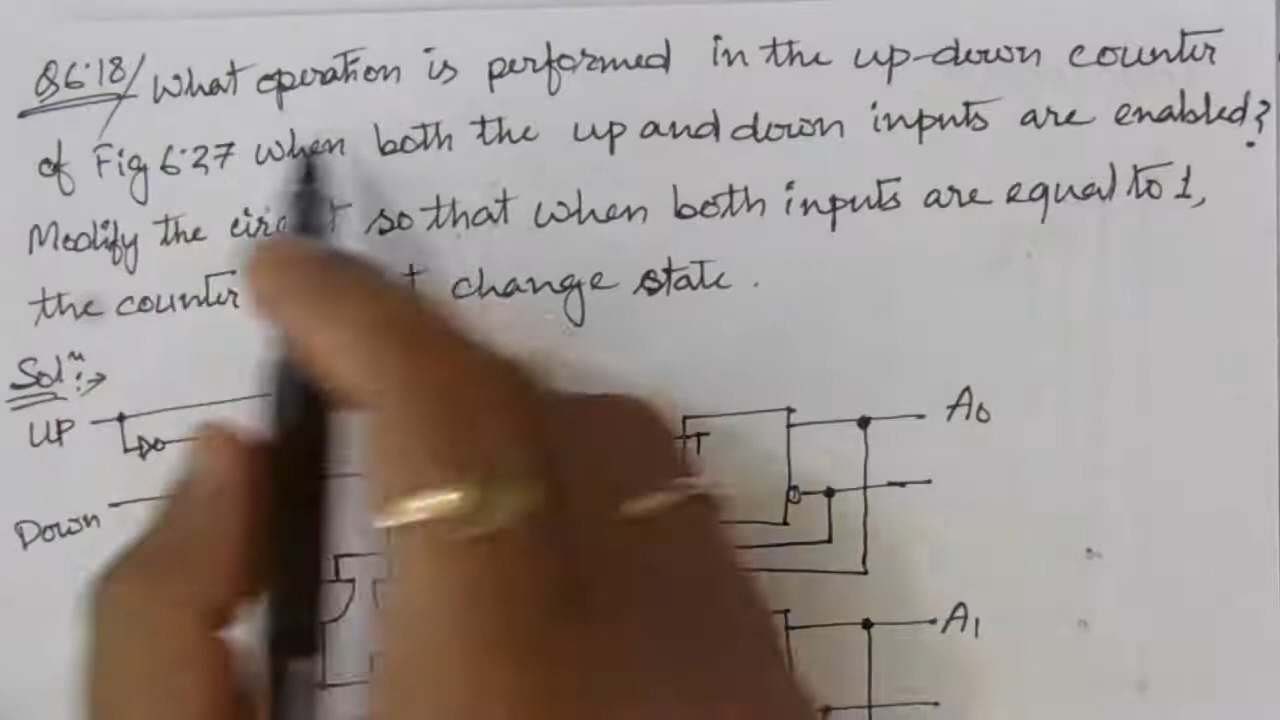 Q6.18/ What operation is performed in the up-down counter
of Fig 6.27 when both the up and down inputs are enabled?
Modify the so that when both inputs are equal to 1,
the counter change state.
Solⁿ :→
UP
Down
T
A0
A1